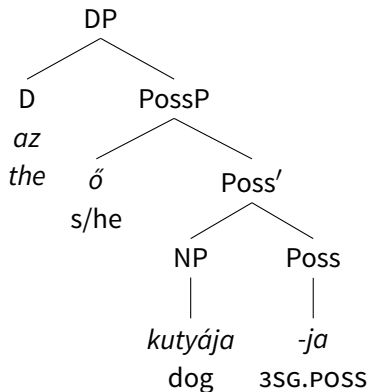 DP
D PossP
az
the ő Poss′
s/he
NP Poss
kutyája -ja
dog 3SG.POSS